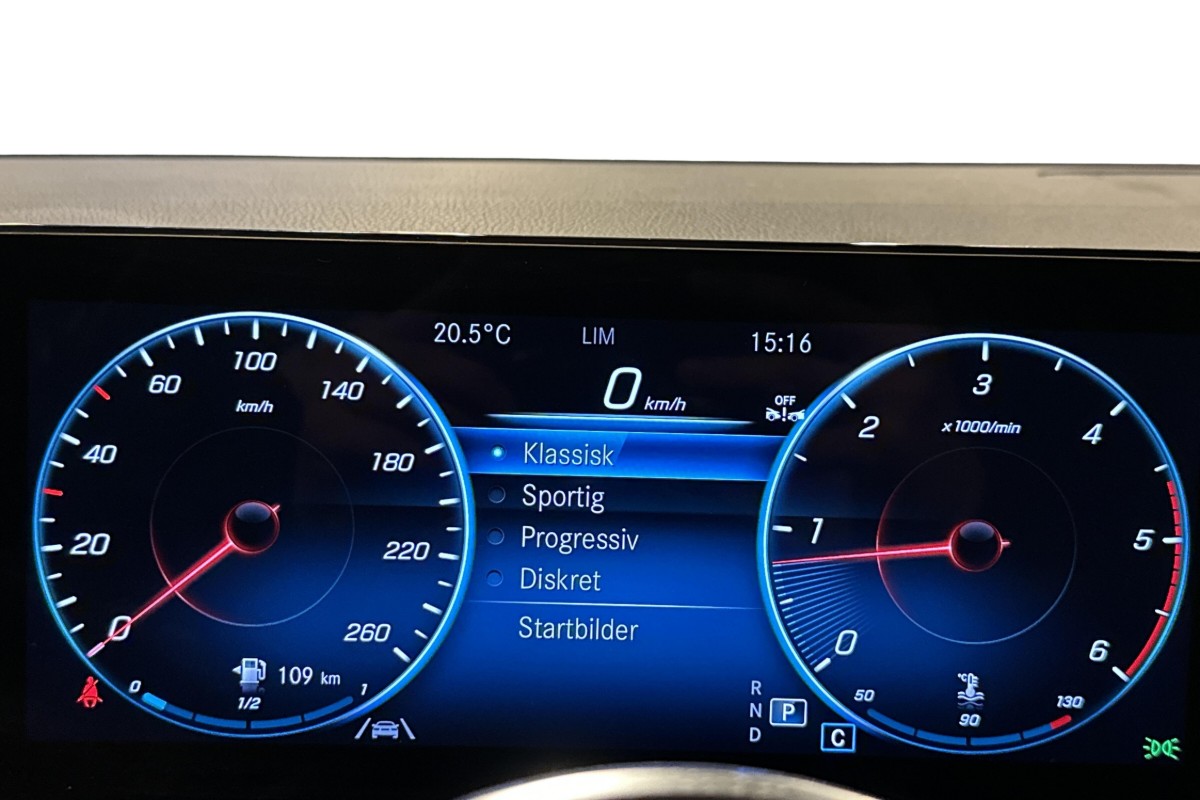 20.5°C LIM 15:16
0 km/h
OFF
Klassisk
Sportig
Progressiv
Diskret
Startbilder
0
20
40
60
100
140
180
220
260
km/h
109 km
0 1/2 1
0
1
2
3
4
5
6
x1000/min
°C
50 90 130
R
N P
D
C